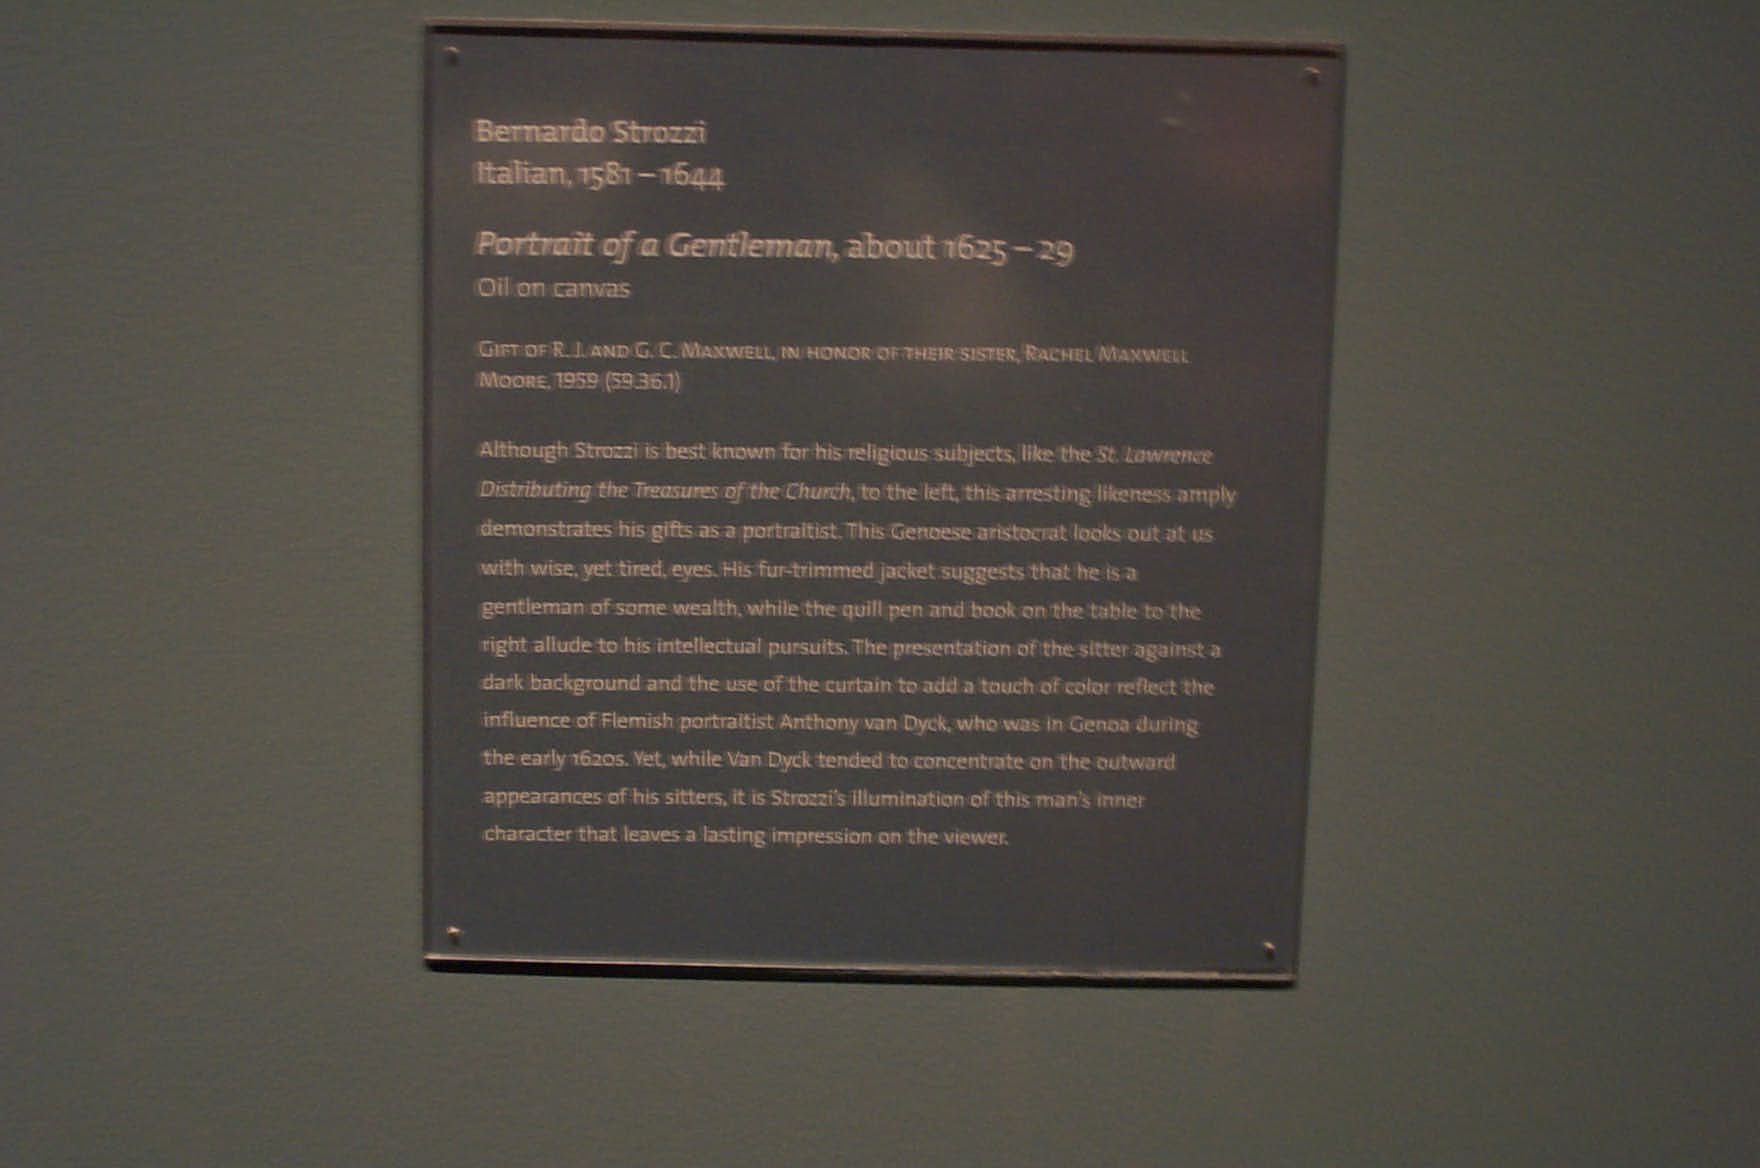 Bernardo Strozzi
Italian, 1581 – 1644
Portrait of a Gentleman, about 1625 – 29
Oil on canvas
GIFT OF R. J. AND G. C. MAXWELL, IN HONOR OF THEIR SISTER, RACHEL MAXWELL
MOORE, 1959 (59.36.1)
Although Strozzi is best known for his religious subjects, like the St. Lawrence
Distributing the Treasures of the Church, to the left, this arresting likeness amply
demonstrates his gifts as a portraitist. This Genoese aristocrat looks out at us
with wise, yet tired, eyes. His fur-trimmed jacket suggests that he is a
gentleman of some wealth, while the quill pen and book on the table to the
right allude to his intellectual pursuits. The presentation of the sitter against a
dark background and the use of the curtain to add a touch of color reflect the
influence of Flemish portraitist Anthony van Dyck, who was in Genoa during
the early 1620s. Yet, while Van Dyck tended to concentrate on the outward
appearances of his sitters, it is Strozzi's illumination of this man's inner
character that leaves a lasting impression on the viewer.